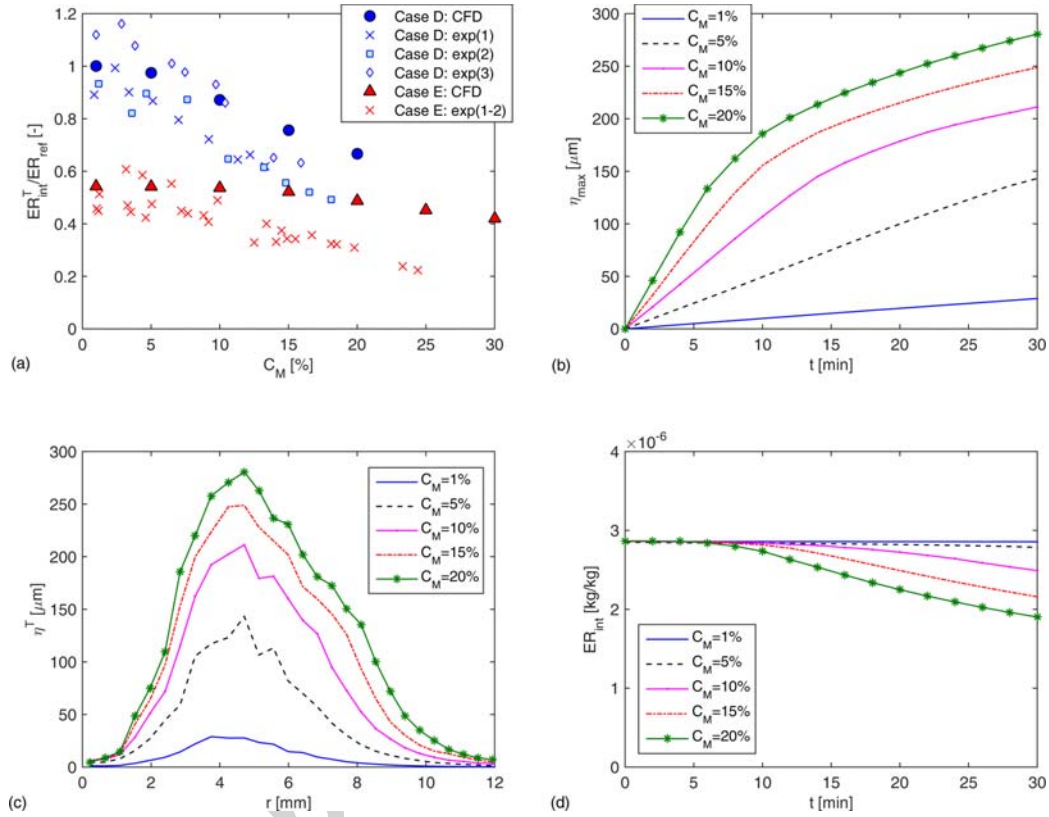 Case D: CFD
Case D: exp(1)
Case D: exp(2)
Case D: exp(3)
Case E: CFD
Case E: exp(1-2)
1.2
1
0.8
0.6
0.4
0.2
0
ER_int^T/ER_ref [-]
0 5 10 15 20 25 30
C_M [%]
(a)
C_M=1%
C_M=5%
C_M=10%
C_M=15%
C_M=20%
300
250
200
150
100
50
0
η_max [μm]
0 5 10 15 20 25 30
t [min]
(b)
C_M=1%
C_M=5%
C_M=10%
C_M=15%
C_M=20%
300
250
200
150
100
50
0
η^T [μm]
0 2 4 6 8 10 12
r [mm]
(c)
×10^-6
4
3
2
1
0
ER_int [kg/kg]
C_M=1%
C_M=5%
C_M=10%
C_M=15%
C_M=20%
0 5 10 15 20 25 30
t [min]
(d)